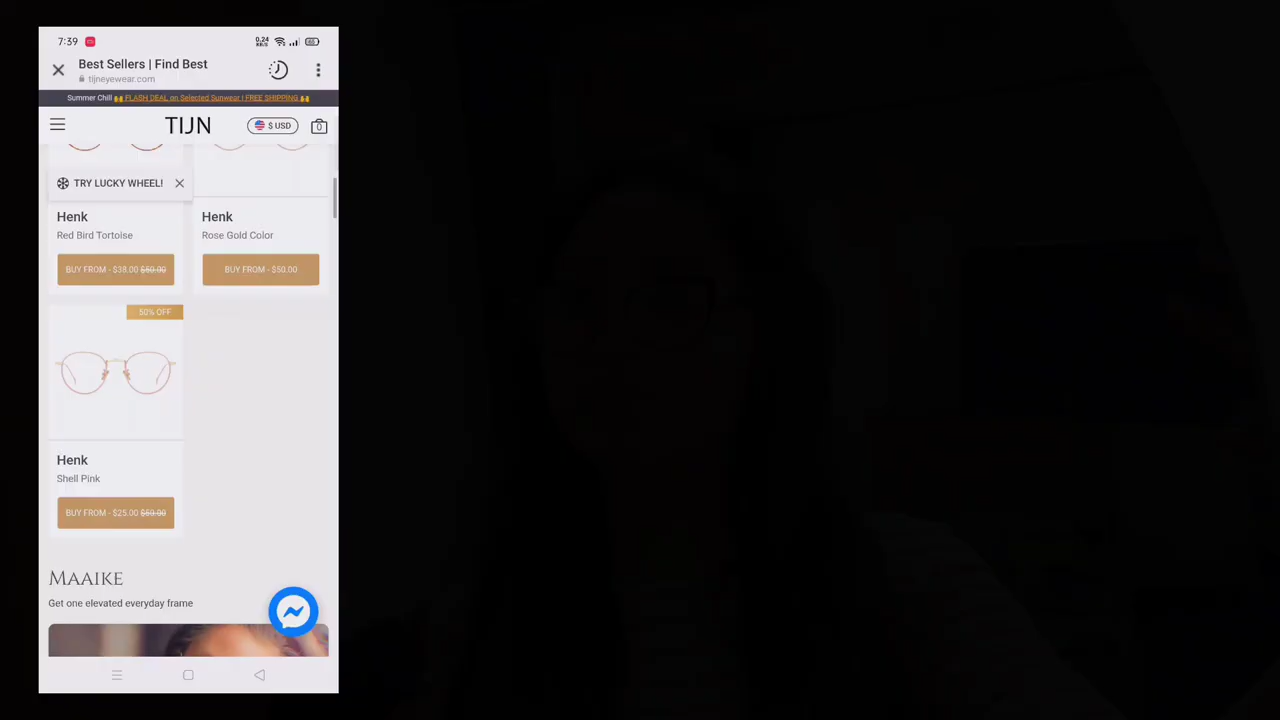 7:39
0.24
KB/S
Best Sellers | Find Best
tijneyewear.com
Summer Chill FLASH DEAL on Selected Sunwear | FREE SHIPPING
TIJN
$ USD
0
TRY LUCKY WHEEL!
Henk
Red Bird Tortoise
BUY FROM - $38.00 $50.00
Henk
Rose Gold Color
BUY FROM - $50.00
50% OFF
Henk
Shell Pink
BUY FROM - $25.00 $50.00
MAAIKE
Get one elevated everyday frame